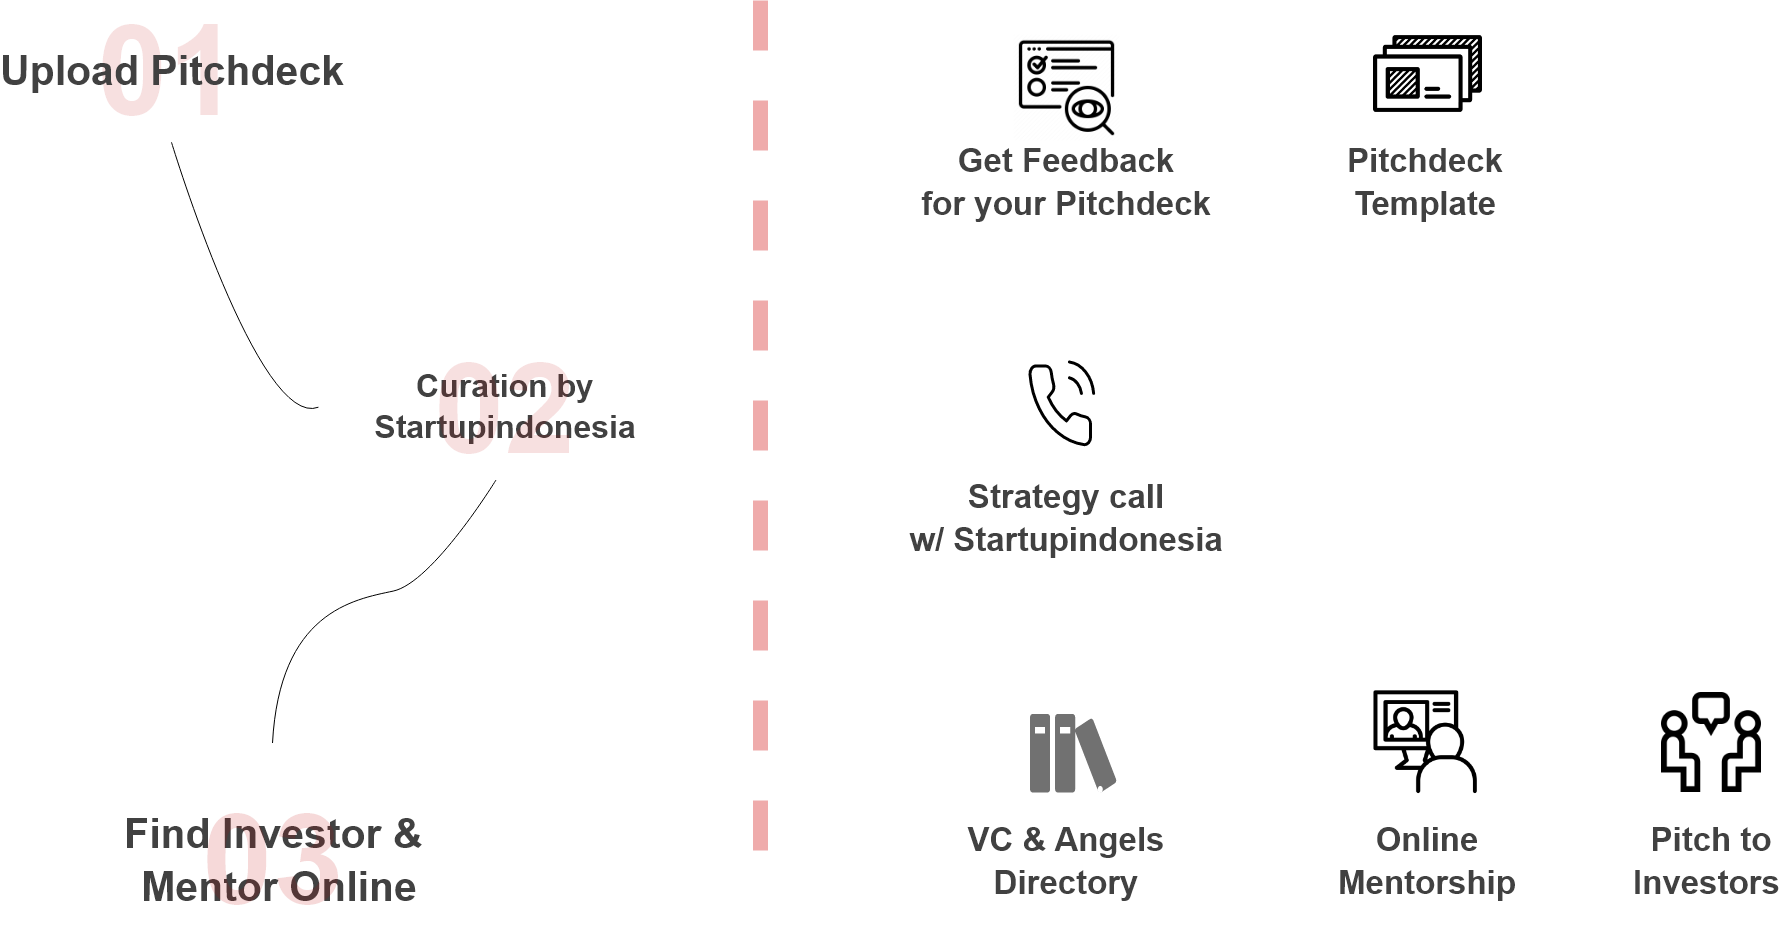 01
Upload Pitchdeck
Get Feedback
for your Pitchdeck
Pitchdeck
Template
02
Curation by
Startupindonesia
Strategy call
w/ Startupindonesia
03
Find Investor &
Mentor Online
VC & Angels
Directory
Online
Mentorship
Pitch to
Investors